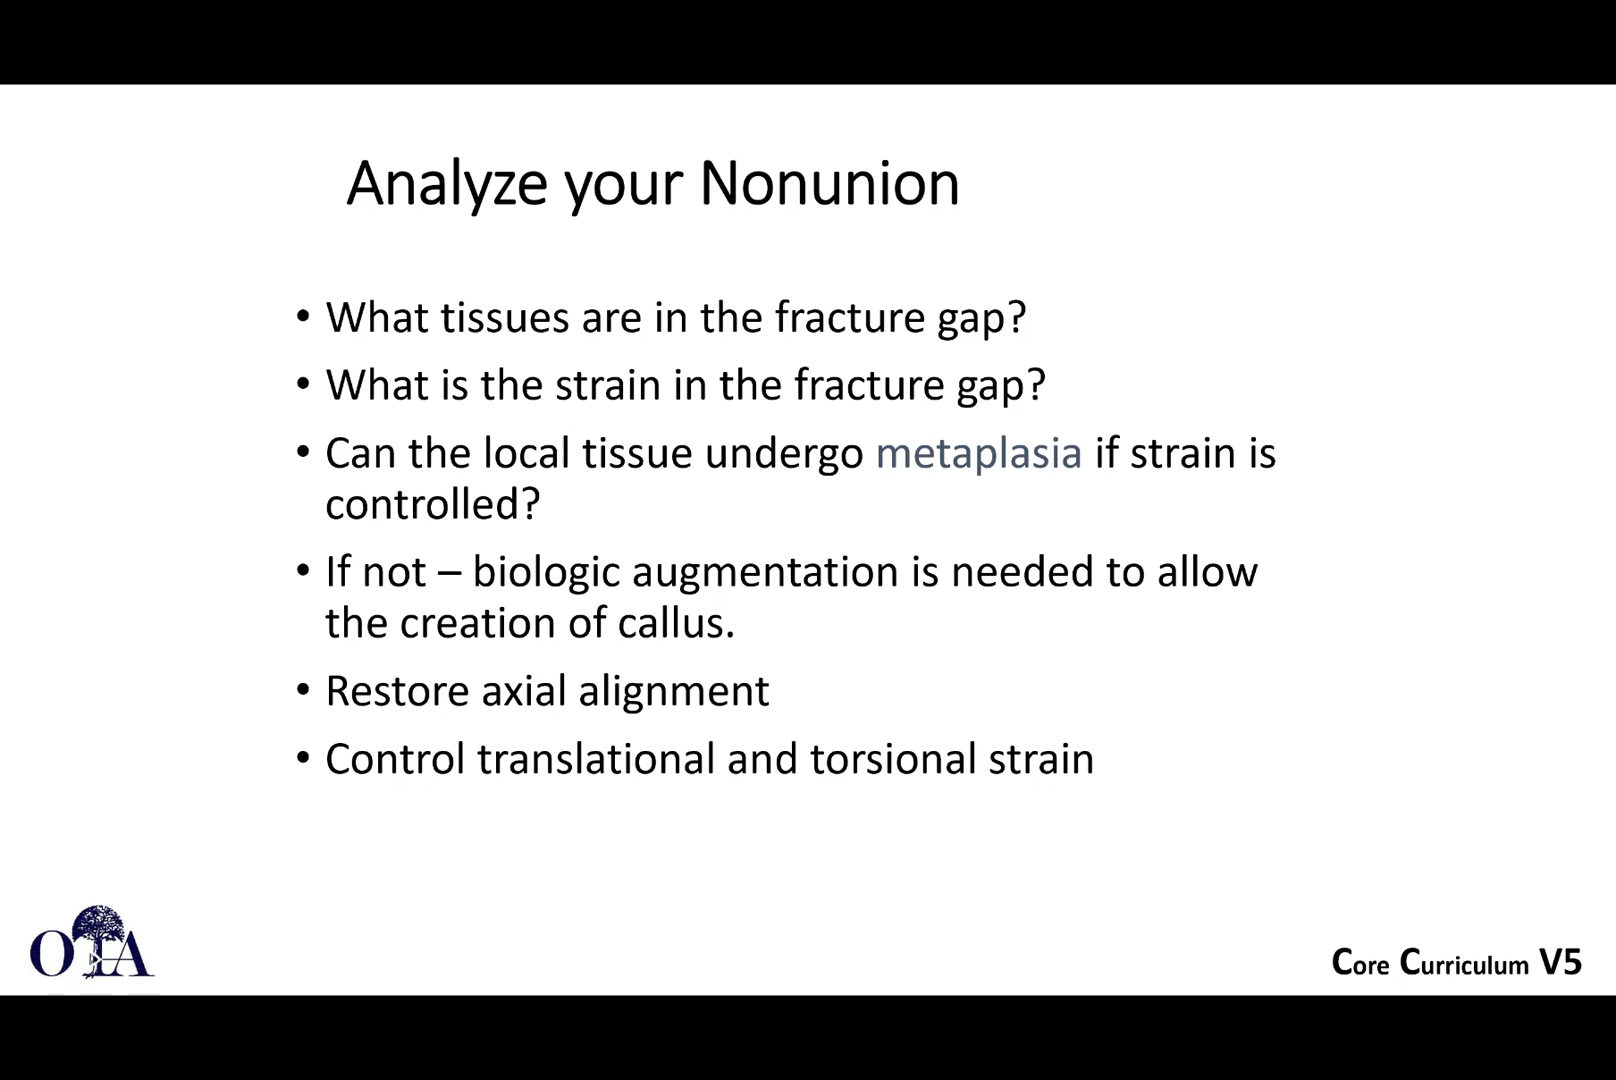 Analyze your Nonunion
• What tissues are in the fracture gap?
• What is the strain in the fracture gap?
• Can the local tissue undergo metaplasia if strain is
controlled?
• If not – biologic augmentation is needed to allow
the creation of callus.
• Restore axial alignment
• Control translational and torsional strain
OTA
Core Curriculum V5